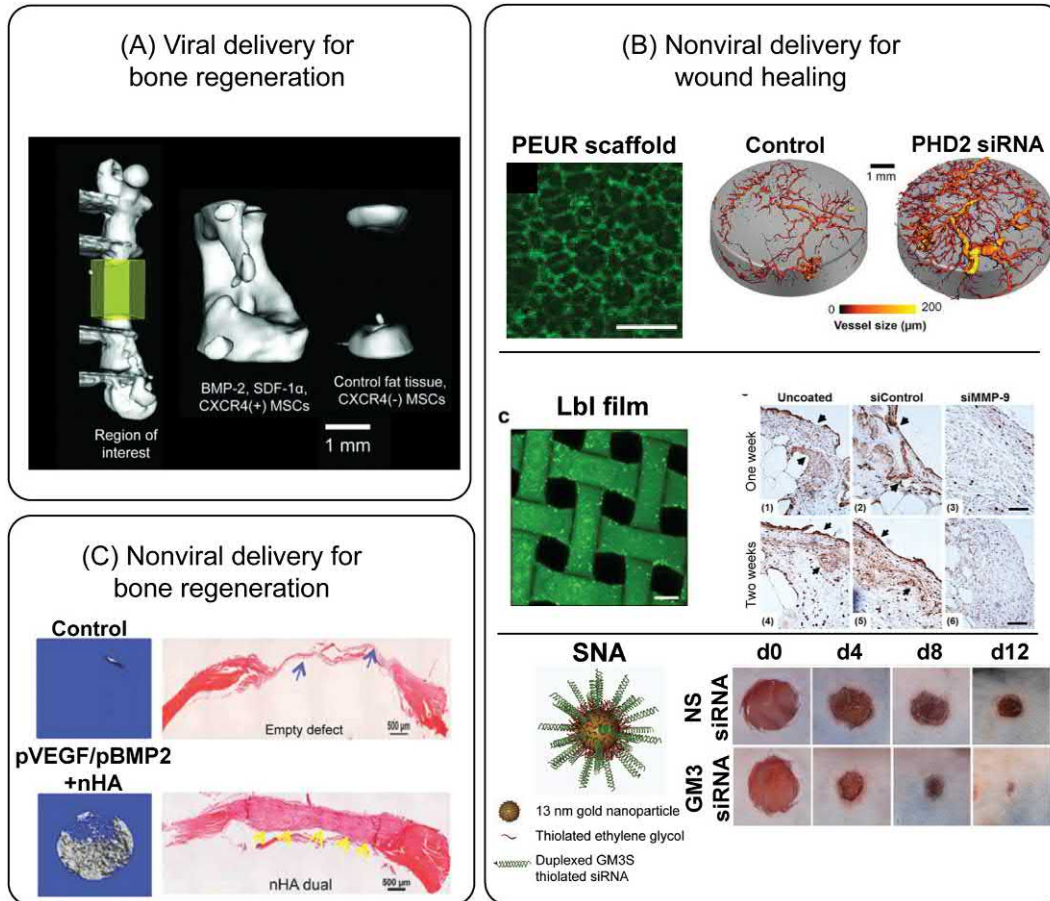 (A) Viral delivery for
bone regeneration
Region of
interest
BMP-2, SDF-1α,
CXCR4(+) MSCs
Control fat tissue,
CXCR4(-) MSCs
1 mm
(B) Nonviral delivery for
wound healing
PEUR scaffold
Control
PHD2 siRNA
1 mm
0 200
Vessel size (µm)
c
Lbl film
Uncoated siControl siMMP-9
One week
(1) (2) (3)
Two weeks
(4) (5) (6)
SNA
13 nm gold nanoparticle
Thiolated ethylene glycol
Duplexed GM3S
thiolated siRNA
d0 d4 d8 d12
NS
siRNA
GM3
siRNA
(C) Nonviral delivery for
bone regeneration
Control
Empty defect
500 µm
pVEGF/pBMP2
+nHA
nHA dual
500 µm